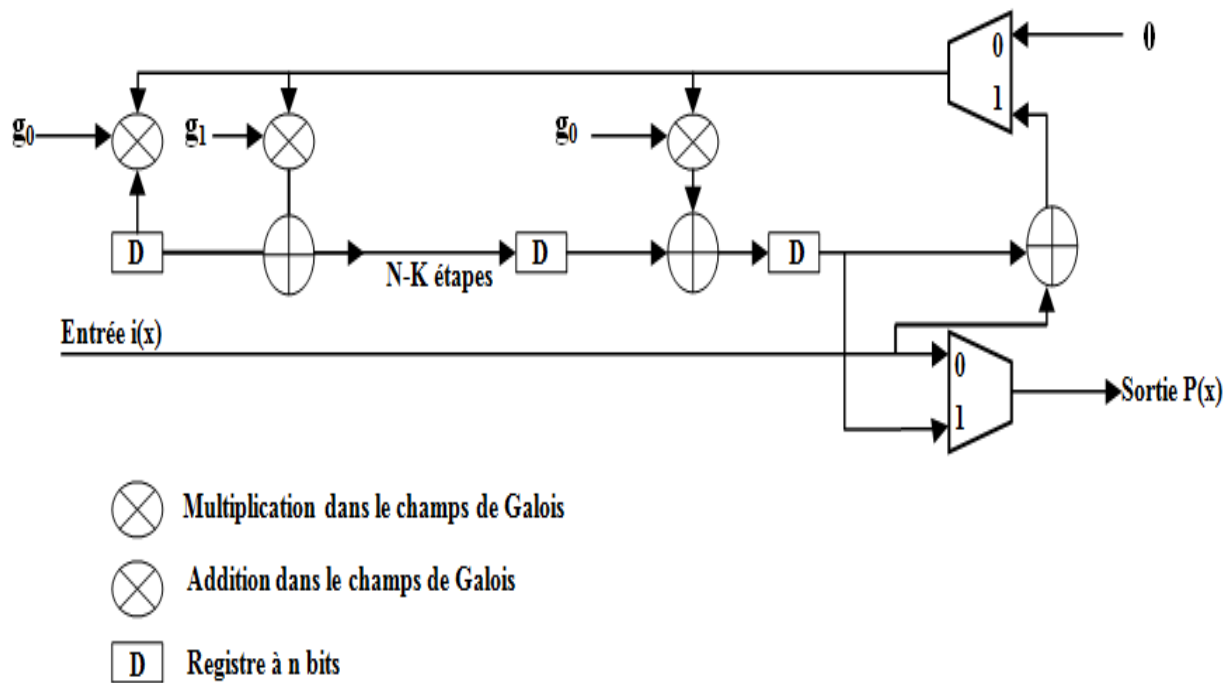 0
0
1
g₀
g₁
g₀
D
D
D
N-K étapes
Entrée i(x)
0
1
Sortie P(x)
Multiplication dans le champs de Galois
Addition dans le champs de Galois
D
Registre à n bits